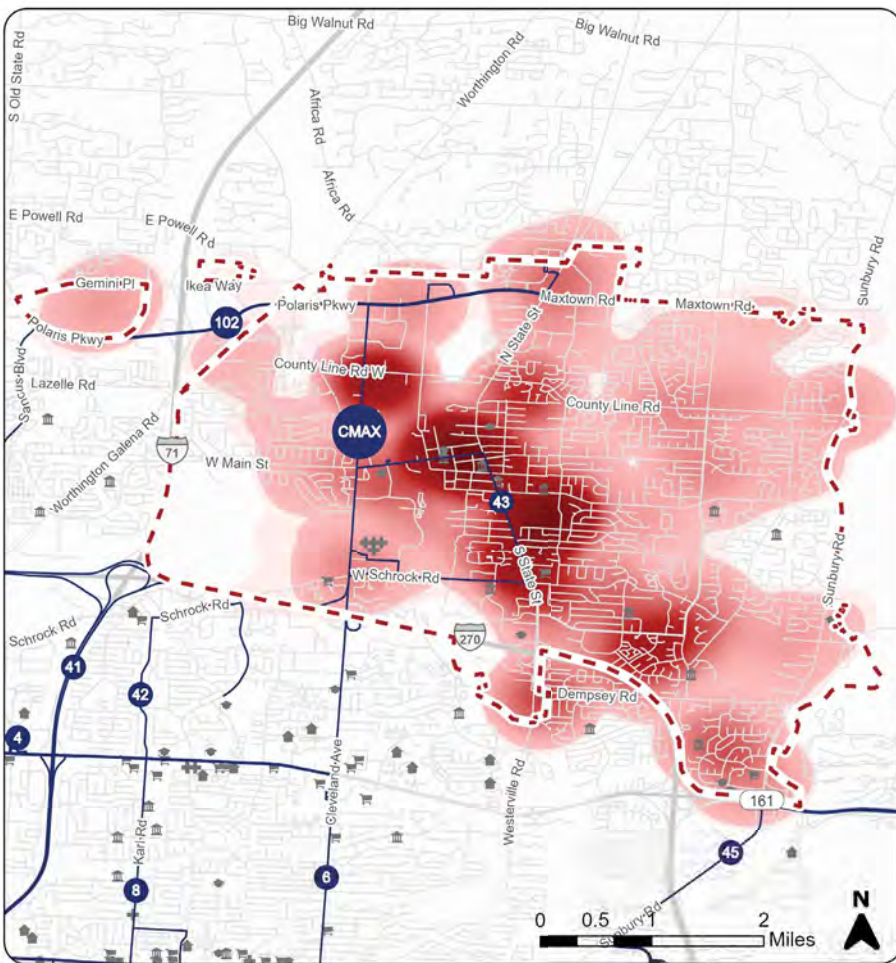 Big Walnut Rd
Big Walnut Rd
S Old State Rd
Worthington Rd
Africa Rd
Africa Rd
E Powell Rd
E Powell Rd
Sunbury Rd
Gemini Pl
Ikea Way
Polaris Pkwy
Maxtown Rd
Maxtown Rd
102
Polaris Pkwy
N State St
Sancus Blvd
Lazelle Rd
County Line Rd W
County Line Rd
CMAX
71
Worthington Galena Rd
W Main St
43
S State St
Sunbury Rd
W Schrock Rd
Schrock Rd
Schrock Rd
270
41
42
Dempsey Rd
4
Cleveland Ave
Westerville Rd
161
Karl Rd
45
8
6
Sunbury Rd
N
0 0.5 1 2
Miles